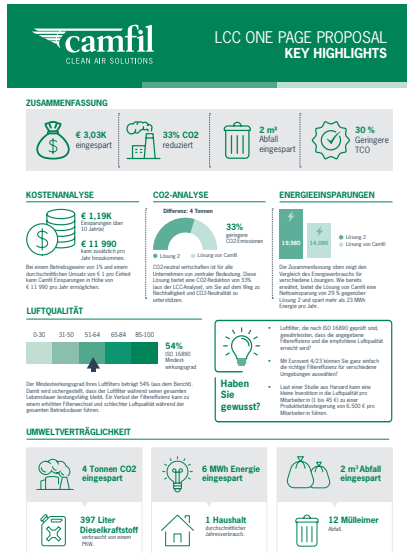 camfil
CLEAN AIR SOLUTIONS
LCC ONE PAGE PROPOSAL
KEY HIGHLIGHTS
ZUSAMMENFASSUNG
€ 3,03K
eingespart
33% CO2
reduziert
2 m³
Abfall
eingespart
30 %
Geringere
TCO
KOSTENANALYSE
€ 1,19K
Einsparungen über
10 Jahr(e)
€ 11 990
kann zusätzlich pro
Jahr hinzukommen.
Bei einem Betriebsgewinn von 1% und einem
durchschnittlichen Umsatz von € 1 pro Einheit
kann Camfil Einsparungen in Höhe von
€ 11 990 pro Jahr ermöglichen.
CO2-ANALYSE
Differenz: 4 Tonnen
33%
geringere
CO2-Emissionen
Lösung 2
Lösung von Camfil
CO2-neutral wirtschaften ist für alle
Unternehmen von zentraler Bedeutung. Diese
Lösung bietet eine CO2-Reduktion von 33%
(aus der LCC-Analyse), um Sie auf dem Weg zu
Nachhaltigkeit und CO2-Neutralität zu
unterstützen.
ENERGIEEINSPARUNGEN
19,980
14,086
Lösung 2
Lösung von Camfil
Die Zusammenfassung oben zeigt den
Vergleich des Energieverbrauchs für
verschiedene Lösungen. Wie bereits
erwähnt, bietet die Lösung von Camfil eine
Nettoeinsparung von 29 % gegenüber
Lösung 2 und spart mehr als 23 MWh
Energie pro Jahr.
LUFTQUALITÄT
0-30
31-50
51-64
65-84
85-100
54%
ISO 16890
Mindest-
wirkungsgrad
Der Mindestwirkungsgrad Ihres Luftfilters beträgt 54% (aus dem Bericht).
Damit wird sichergestellt, dass der Luftfilter während seiner gesamten
Lebensdauer leistungsfähig bleibt. Ein Verlust der Filtereffizienz kann zu
einem erhöhten Filterwechsel und schlechter Luftqualität während der
gesamten Betriebsdauer führen.
Haben
Sie
gewusst?
• Luftfilter, die nach ISO 16890 geprüft sind,
gewährleisten, dass die angegebene
Filtereffizienz und die empfohlene Luftqualität
erreicht wird?
• Mit Eurovent 4/23 können Sie ganz einfach
die richtige Filtereffizienz für verschiedene
Umgebungen auswählen?
• Laut einer Studie aus Harvard kann eine
kleine Investition in die Luftqualität pro
Mitarbeiter:in (1 bis 45 €) zu einer
Produktivitätssteigerung von 6.500 € pro
Mitarbeiter:in führen.
UMWELTVERTRÄGLICHKEIT
4 Tonnen CO2
eingespart
6 MWh Energie
eingespart
2 m³ Abfall
eingespart
397 Liter
Dieselkraftstoff
verbraucht von einem
PKW.
1 Haushalt
durchschnittlicher
Jahresverbrauch.
12 Mülleimer
Abfall.